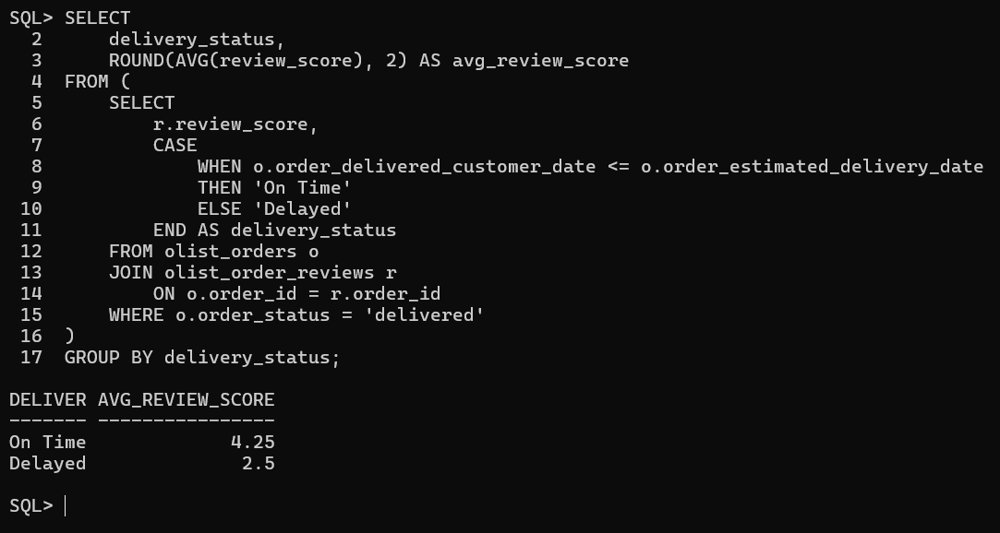 SQL> SELECT
  2      delivery_status,
  3      ROUND(AVG(review_score), 2) AS avg_review_score
  4  FROM (
  5      SELECT
  6          r.review_score,
  7          CASE
  8              WHEN o.order_delivered_customer_date <= o.order_estimated_delivery_date
  9              THEN 'On Time'
 10              ELSE 'Delayed'
 11          END AS delivery_status
 12      FROM olist_orders o
 13      JOIN olist_order_reviews r
 14          ON o.order_id = r.order_id
 15      WHERE o.order_status = 'delivered'
 16  )
 17  GROUP BY delivery_status;

DELIVER AVG_REVIEW_SCORE
------- ----------------
On Time             4.25
Delayed              2.5

SQL>